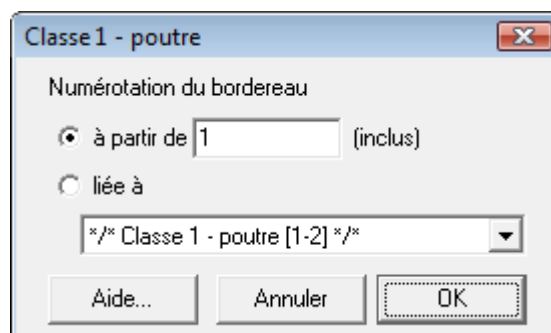 Classe 1 - poutre
Numérotation du bordereau
à partir de 1 (inclus)
liée à
*/* Classe 1 - poutre [1-2] */*
Aide... Annuler OK